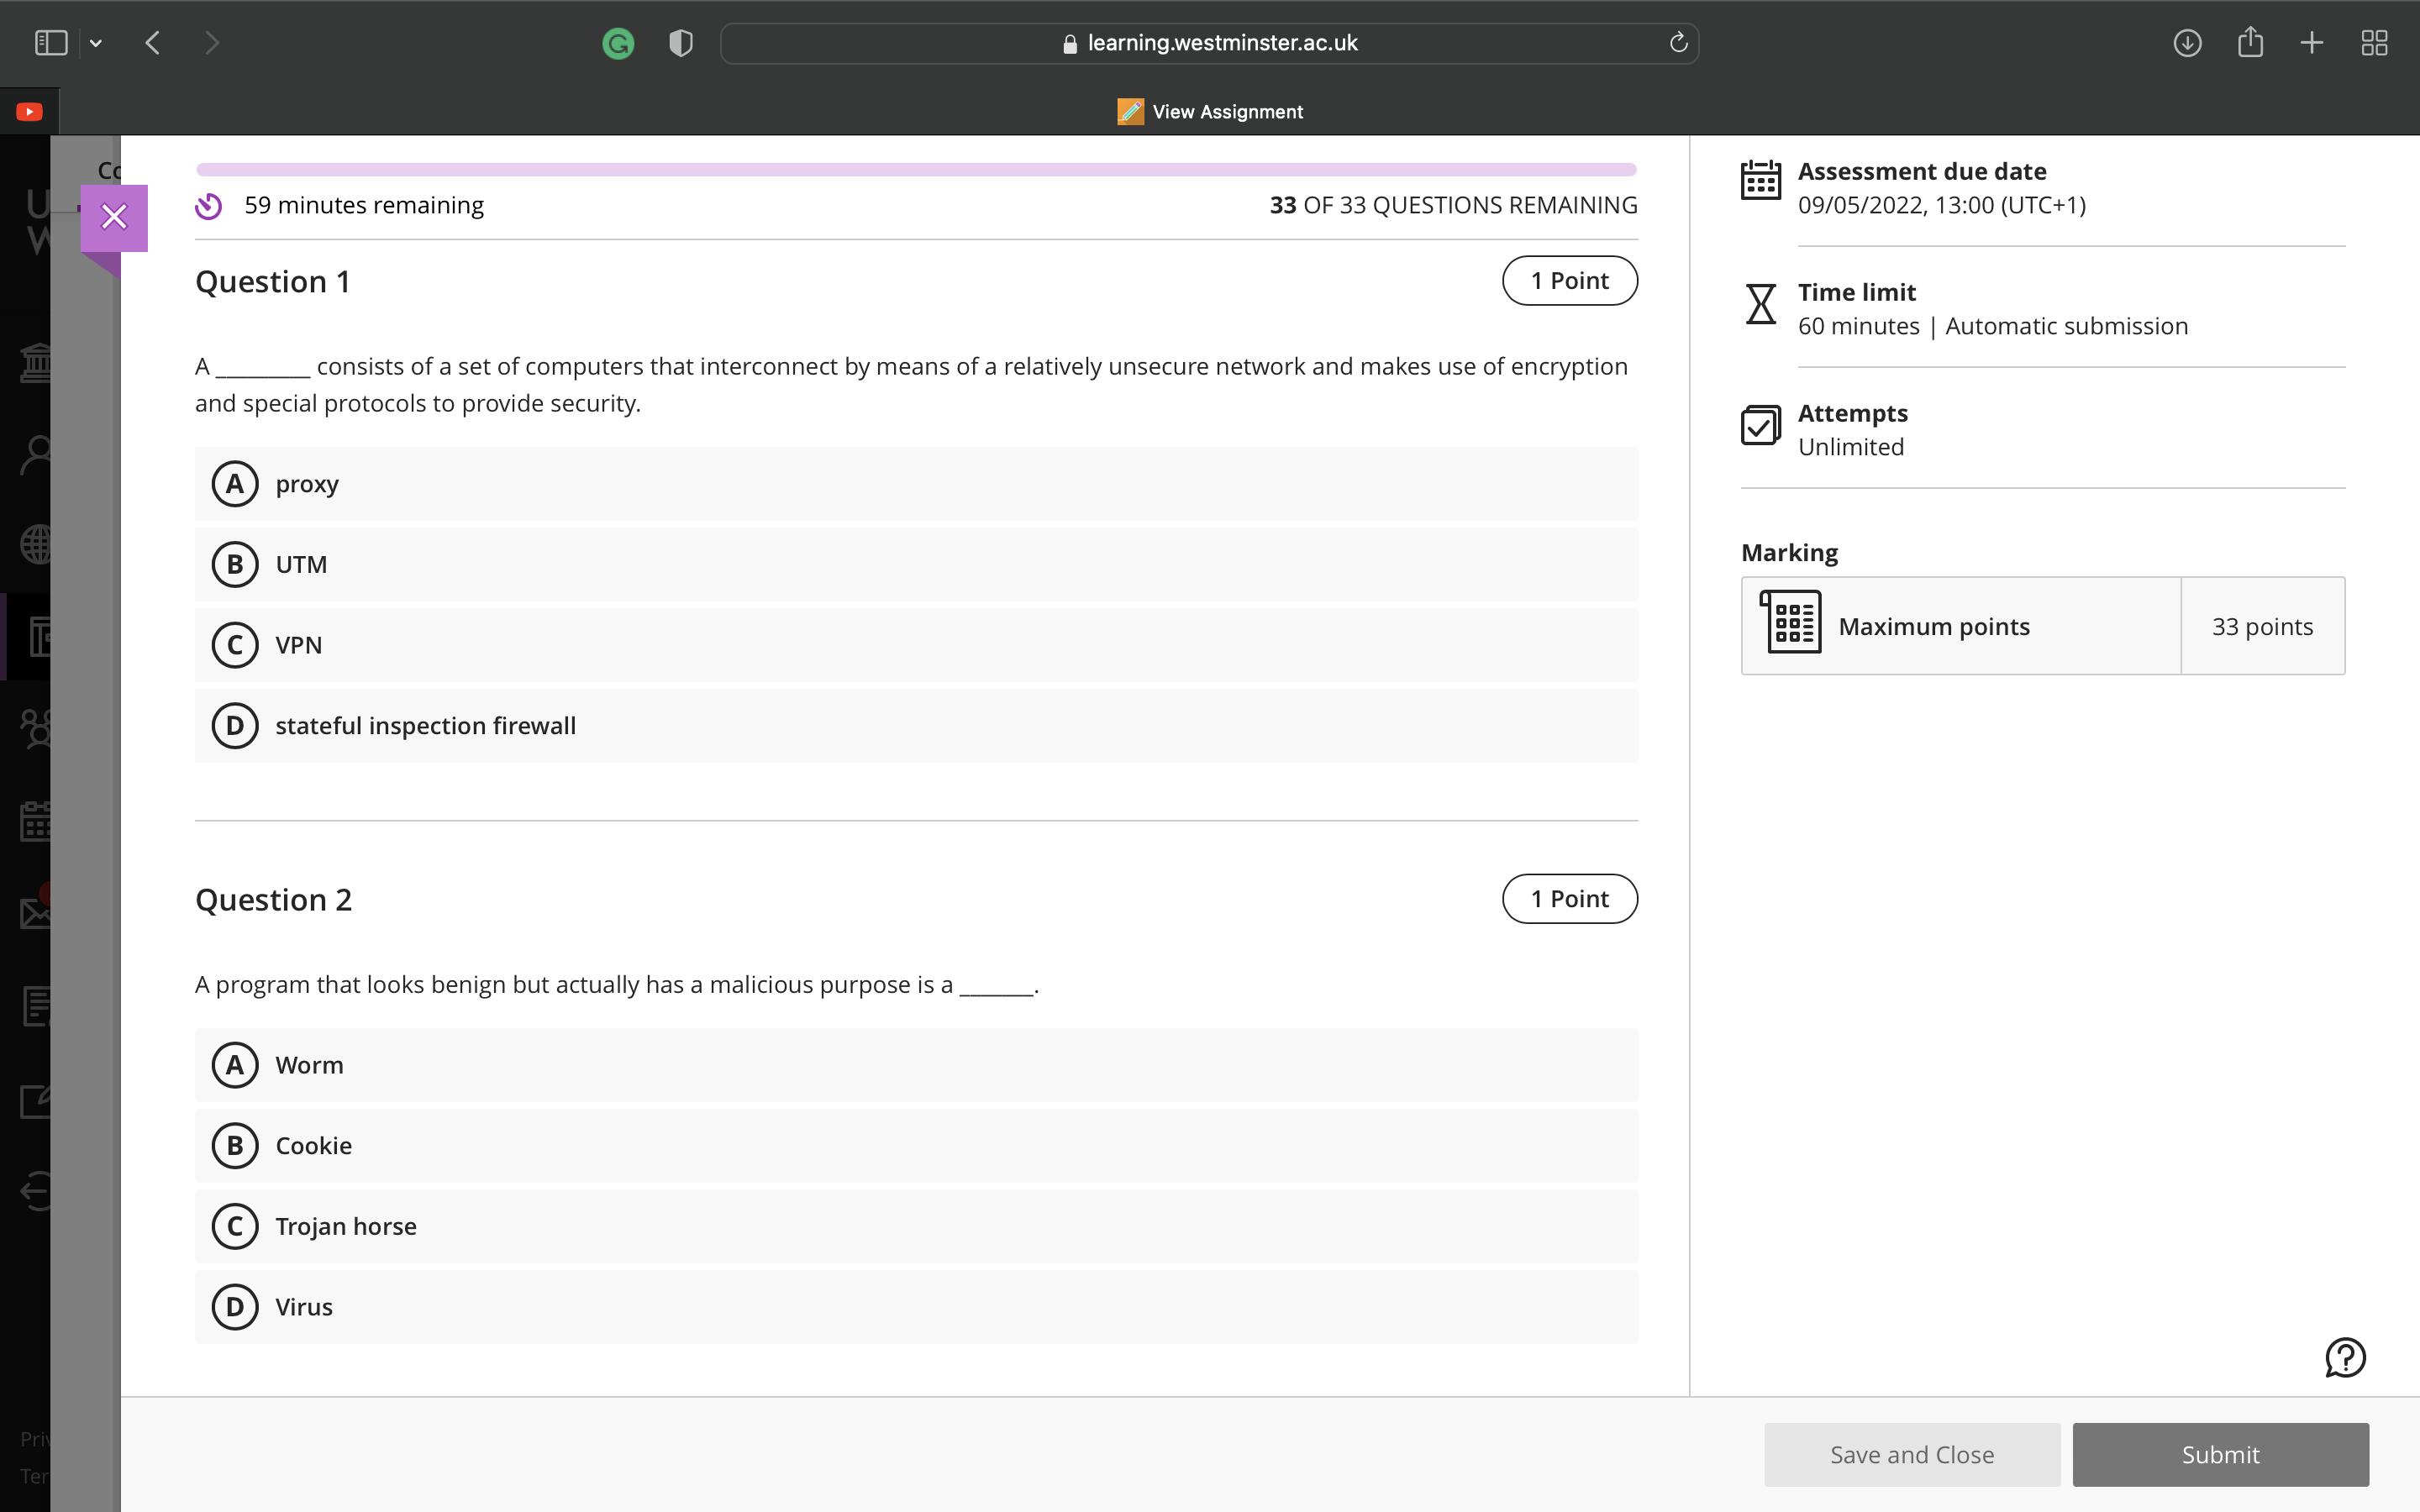 learning.westminster.ac.uk
View Assignment
59 minutes remaining
33 OF 33 QUESTIONS REMAINING
Question 1
1 Point
A ________ consists of a set of computers that interconnect by means of a relatively unsecure network and makes use of encryption
and special protocols to provide security.
A proxy
B UTM
C VPN
D stateful inspection firewall
Question 2
1 Point
A program that looks benign but actually has a malicious purpose is a ______.
A Worm
B Cookie
C Trojan horse
D Virus
Assessment due date
09/05/2022, 13:00 (UTC+1)
Time limit
60 minutes | Automatic submission
Attempts
Unlimited
Marking
Maximum points
33 points
Save and Close
Submit